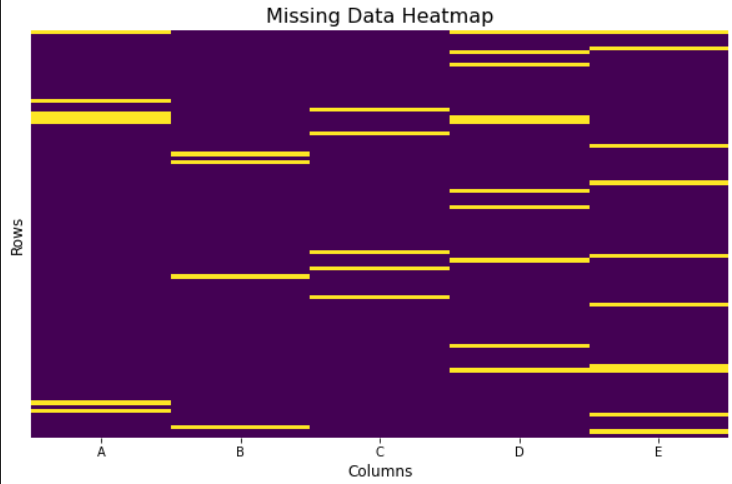 Missing Data Heatmap
Rows
A B C D E
Columns